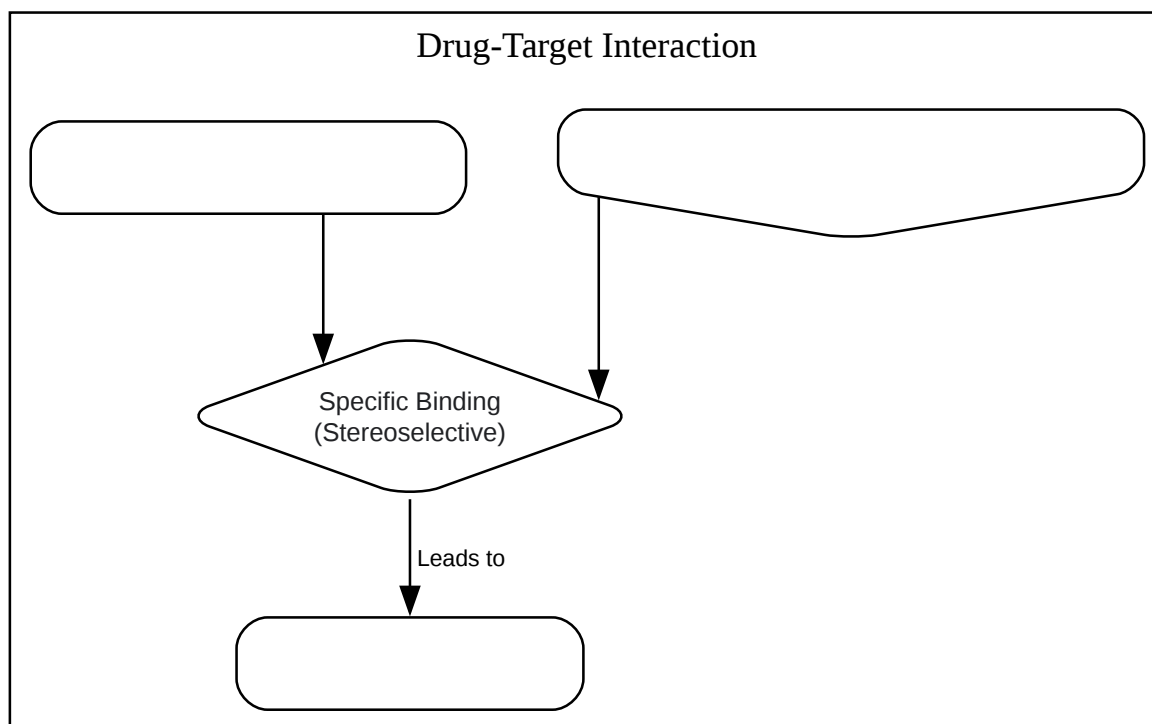 Drug-Target Interaction
Specific Binding
(Stereoselective)
Leads to